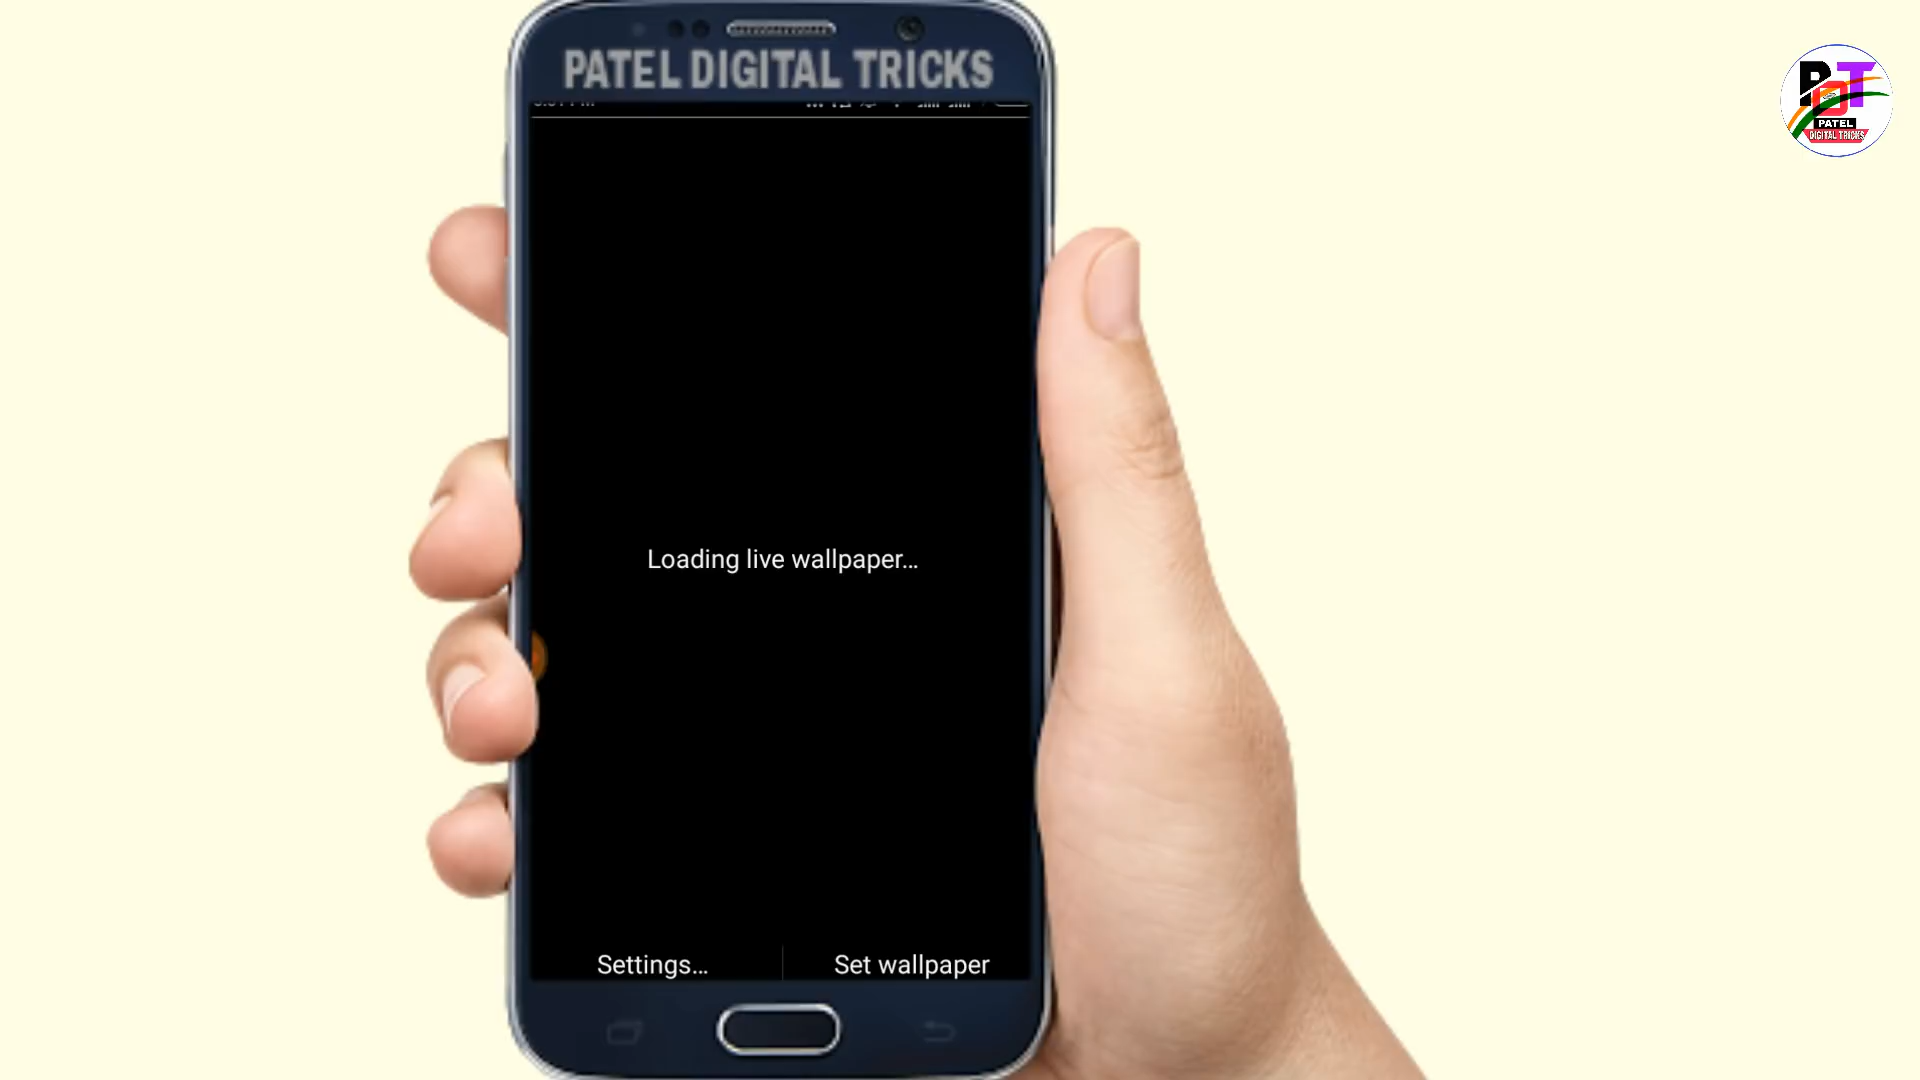 PATEL DIGITAL TRICKS
PDT
PATEL
DIGITAL TRICKS
Loading live wallpaper...
Settings...
Set wallpaper